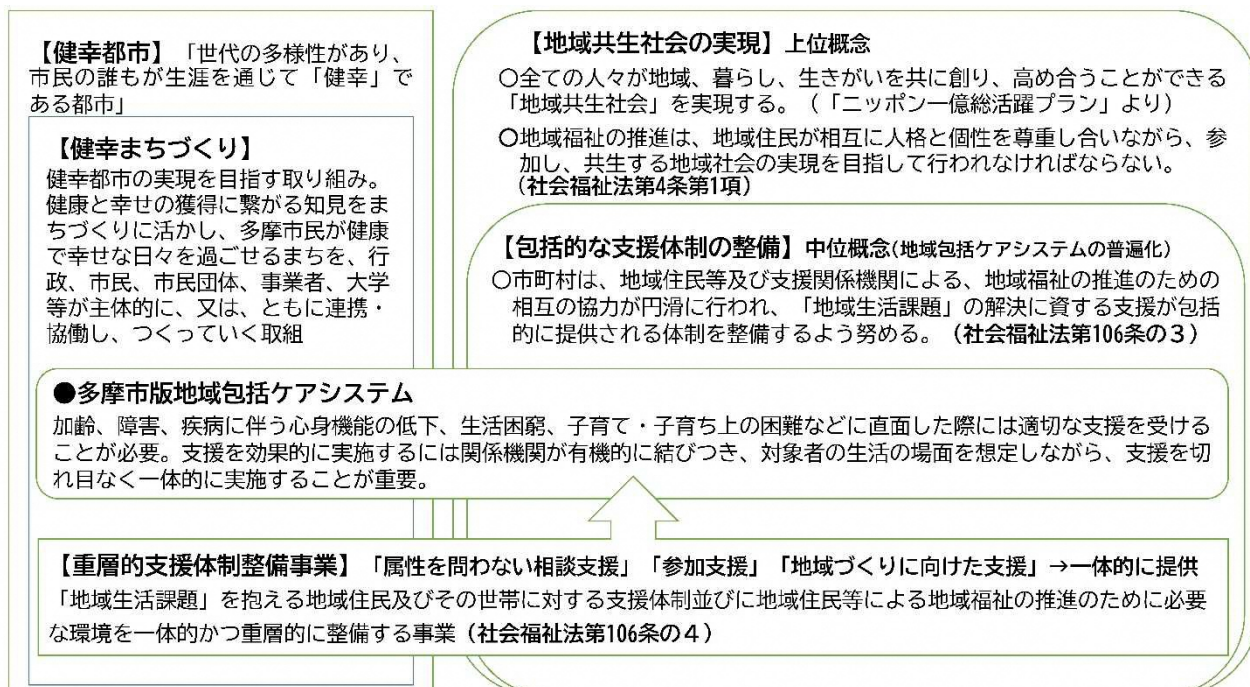 【健幸都市】「世代の多様性があり、
市民の誰もが生涯を通じて「健幸」で
ある都市」
【健幸まちづくり】
健幸都市の実現を目指す取り組み。
健康と幸せの獲得に繋がる知見をま
ちづくりに活かし、多摩市民が健康
で幸せな日々を過ごせるまちを、行
政、市民、市民団体、事業者、大学
等が主体的に、又は、ともに連携・
協働し、つくっていく取組
【地域共生社会の実現】上位概念
〇全ての人々が地域、暮らし、生きがいを共に創り、高め合うことができる
「地域共生社会」を実現する。（「ニッポン一億総活躍プラン」より）
〇地域福祉の推進は、地域住民が相互に人格と個性を尊重し合いながら、参
加し、共生する地域社会の実現を目指して行われなければならない。
（社会福祉法第4条第1項）
【包括的な支援体制の整備】中位概念(地域包括ケアシステムの普遍化）
〇市町村は、地域住民等及び支援関係機関による、地域福祉の推進のための
相互の協力が円滑に行われ、「地域生活課題」の解決に資する支援が包括
的に提供される体制を整備するよう努める。（社会福祉法第106条の３）
●多摩市版地域包括ケアシステム
加齢、障害、疾病に伴う心身機能の低下、生活困窮、子育て・子育ち上の困難などに直面した際には適切な支援を受ける
ことが必要。支援を効果的に実施するには関係機関が有機的に結びつき、対象者の生活の場面を想定しながら、支援を切
れ目なく一体的に実施することが重要。
【重層的支援体制整備事業】「属性を問わない相談支援」「参加支援」「地域づくりに向けた支援」→一体的に提供
「地域生活課題」を抱える地域住民及びその世帯に対する支援体制並びに地域住民等による地域福祉の推進のために必要
な環境を一体的かつ重層的に整備する事業（社会福祉法第106条の４）